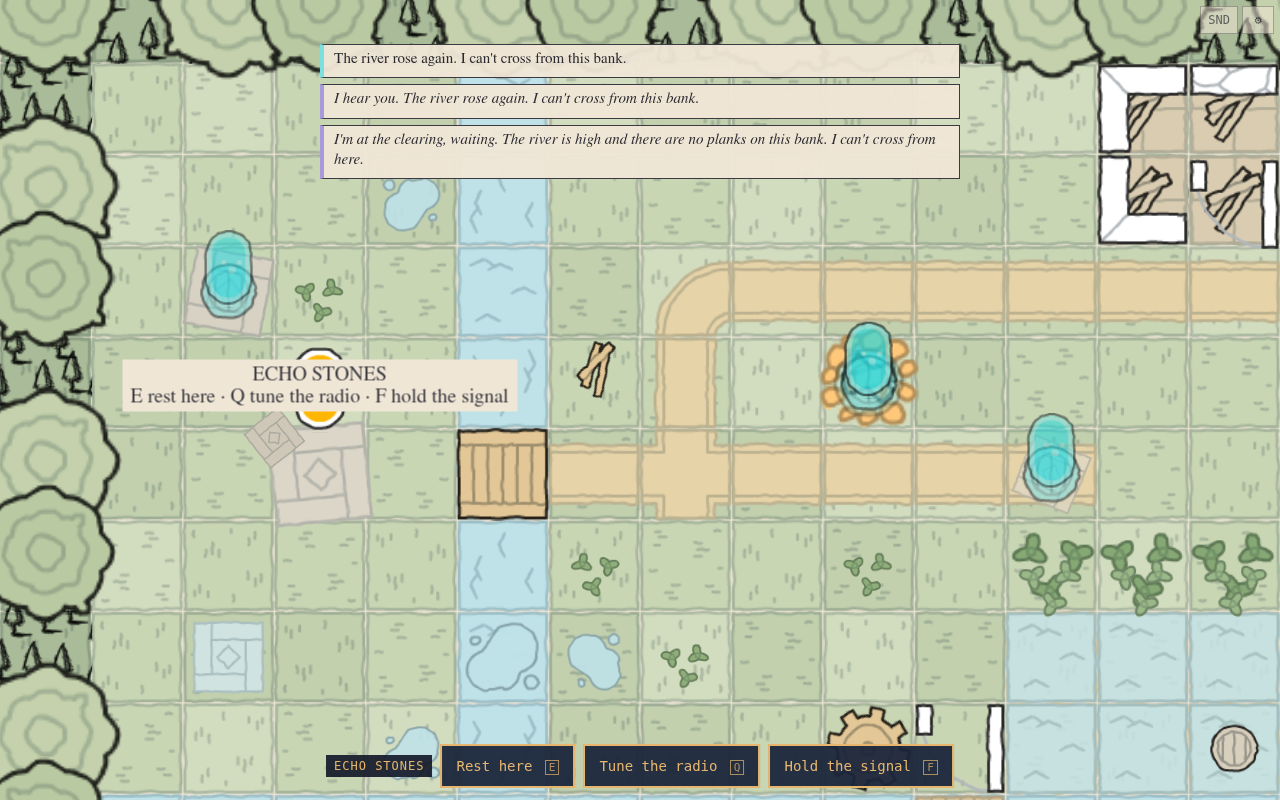 SND
The river rose again. I can't cross from this bank.
I hear you. The river rose again. I can't cross from this bank.
I'm at the clearing, waiting. The river is high and there are no planks on this bank. I can't cross from
here.
ECHO STONES
E rest here · Q tune the radio · F hold the signal
ECHO STONES Rest here E Tune the radio Q Hold the signal F